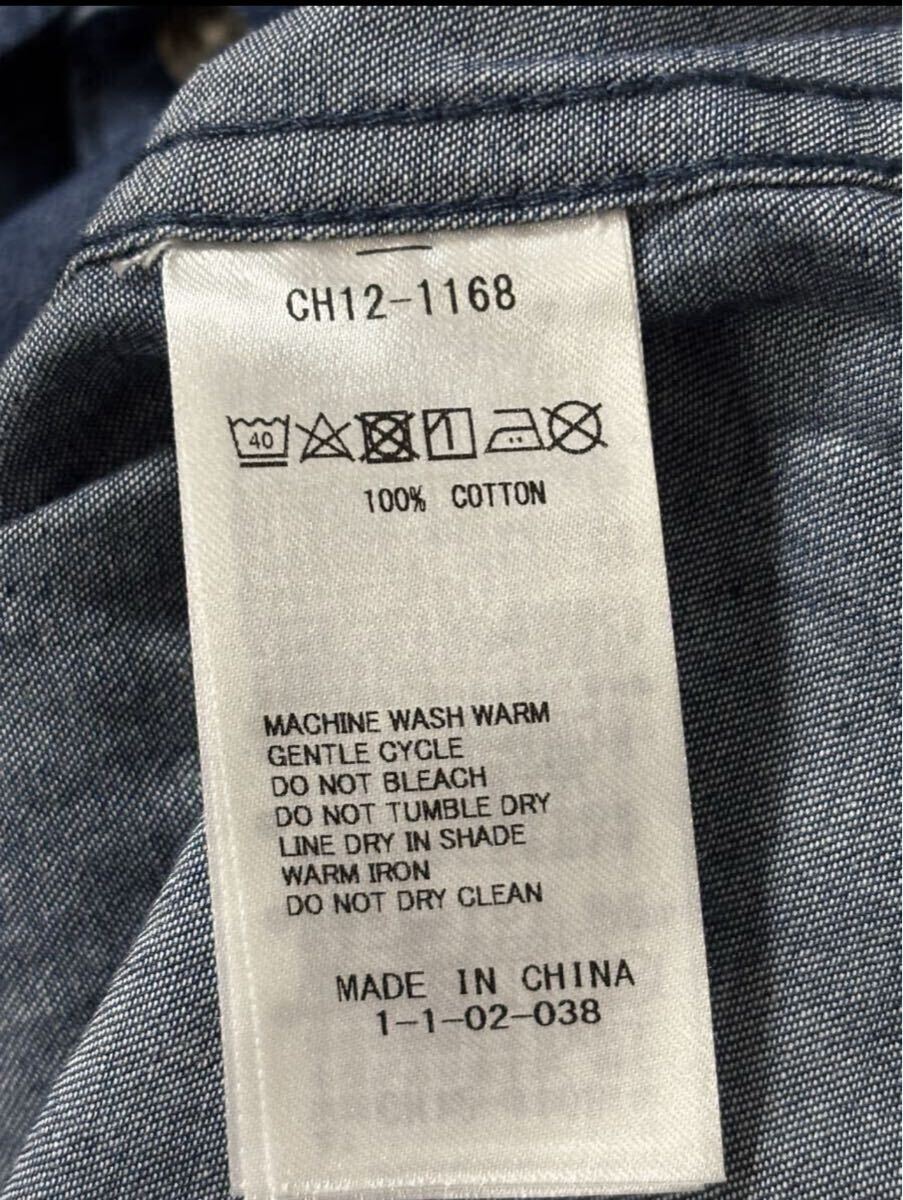 CH12-1168
40
100% COTTON
MACHINE WASH WARM
GENTLE CYCLE
DO NOT BLEACH
DO NOT TUMBLE DRY
LINE DRY IN SHADE
WARM IRON
DO NOT DRY CLEAN
MADE IN CHINA
1-1-02-038